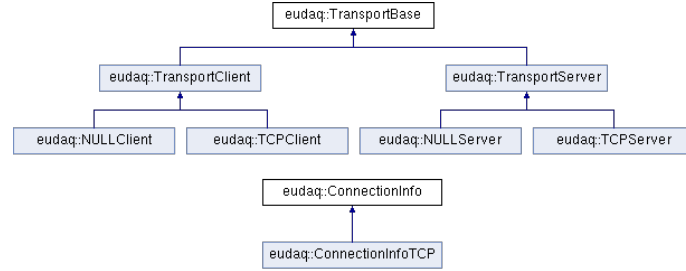 eudaq::TransportBase
eudaq::TransportClient
eudaq::TransportServer
eudaq::NULLClient
eudaq::TCPClient
eudaq::NULLServer
eudaq::TCPServer
eudaq::ConnectionInfo
eudaq::ConnectionInfoTCP